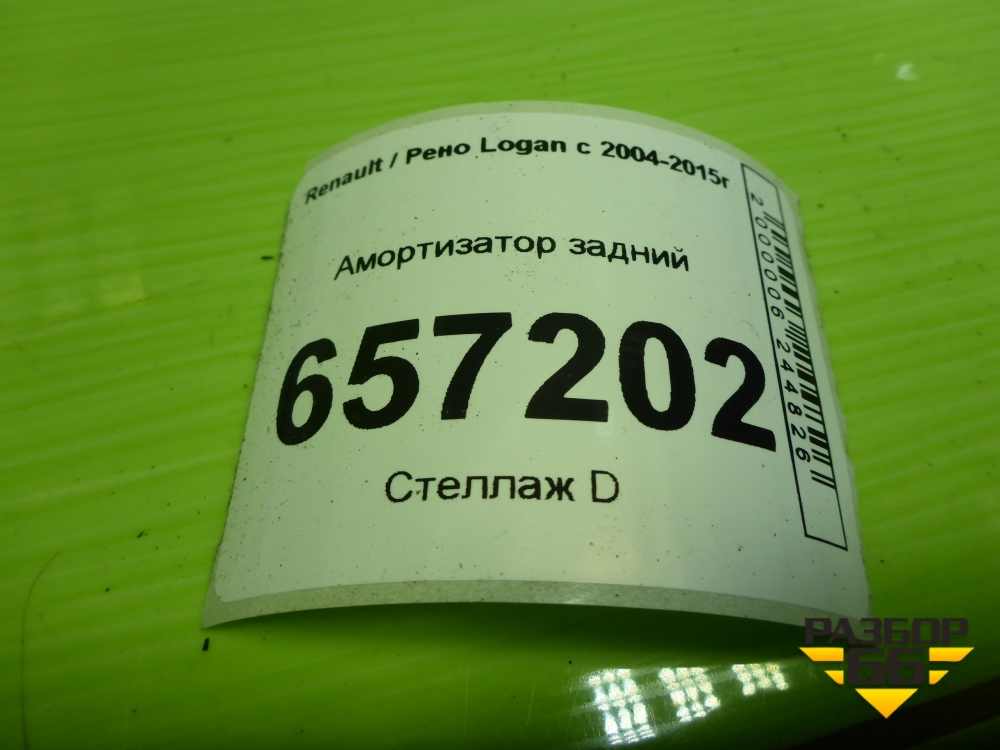 Renault / Рено Logan с 2004-2015г
Амортизатор задний
657202
Стеллаж D
2000006244826
РАЗБОР
66